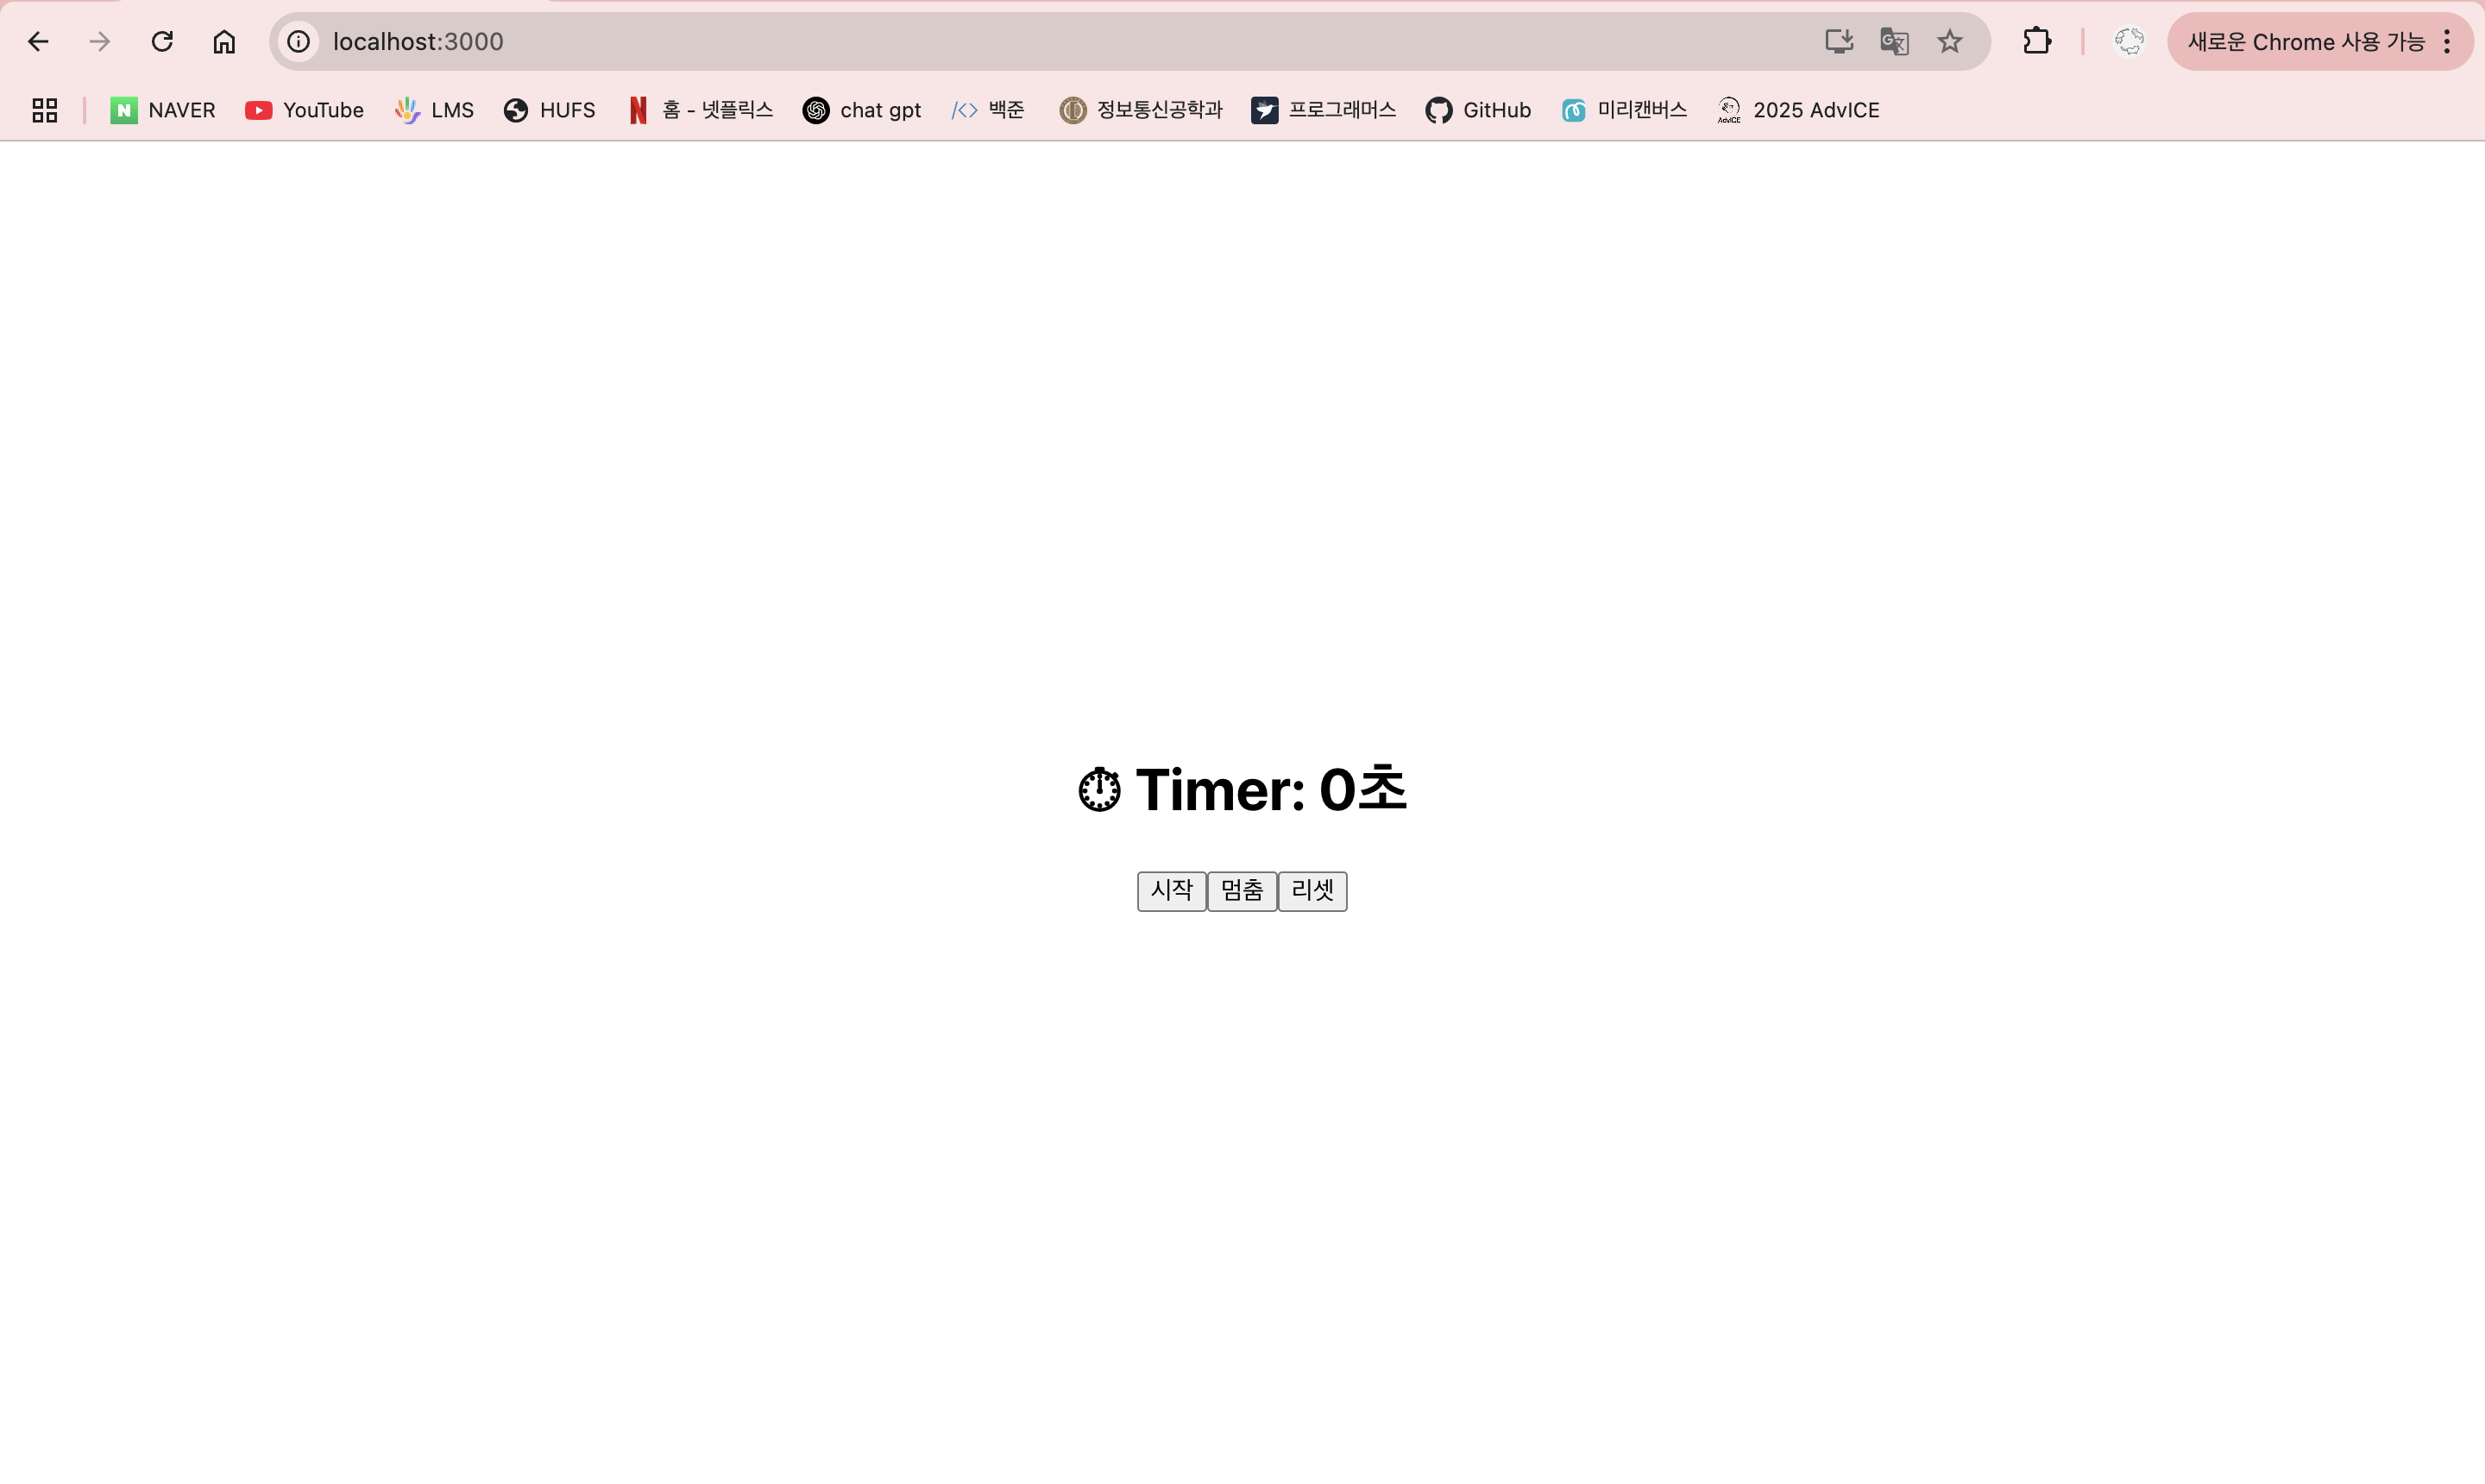 localhost:3000
새로운 Chrome 사용 가능
NAVER YouTube LMS HUFS 홈 - 넷플릭스 chat gpt 백준 정보통신공학과 프로그래머스 GitHub 미리캔버스 2025 AdvICE
⏱ Timer: 0초
시작 멈춤 리셋